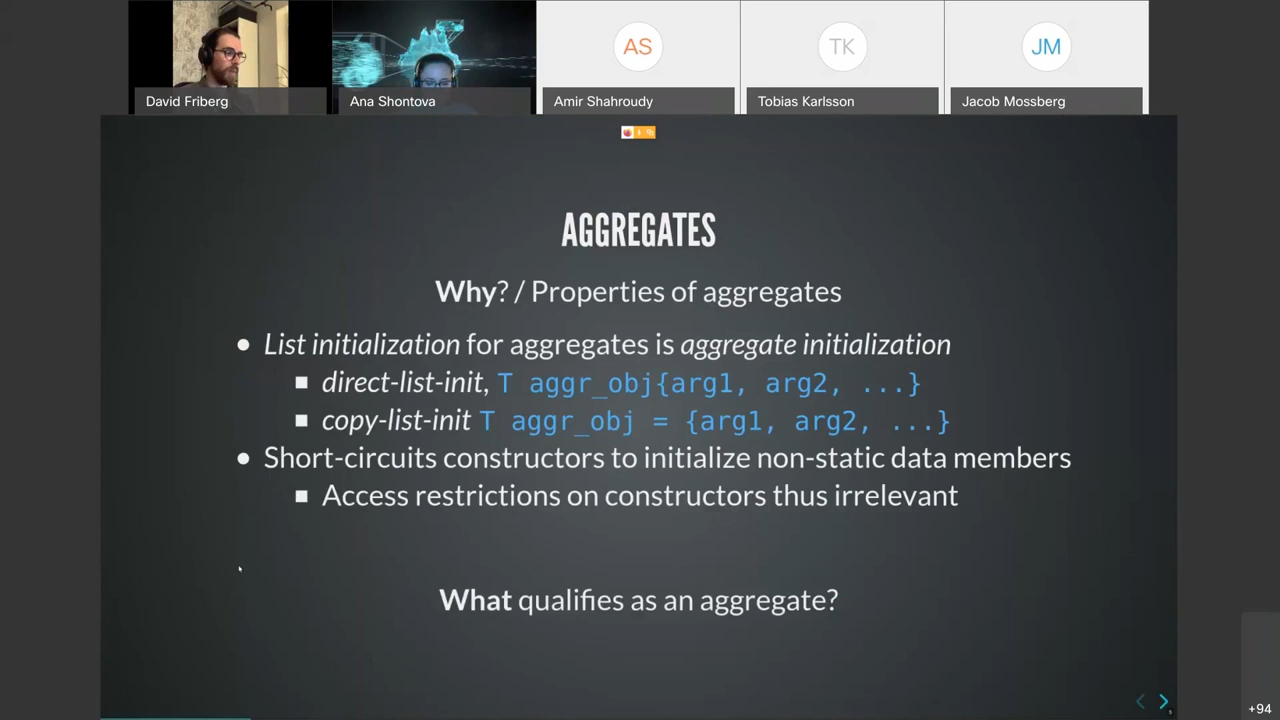 David Friberg
Ana Shontova
AS
Amir Shahroudy
TK
Tobias Karlsson
JM
Jacob Mossberg
AGGREGATES
Why? / Properties of aggregates
• List initialization for aggregates is aggregate initialization
■ direct-list-init, T aggr_obj{arg1, arg2, ...}
■ copy-list-init T aggr_obj = {arg1, arg2, ...}
• Short-circuits constructors to initialize non-static data members
■ Access restrictions on constructors thus irrelevant
What qualifies as an aggregate?
+94